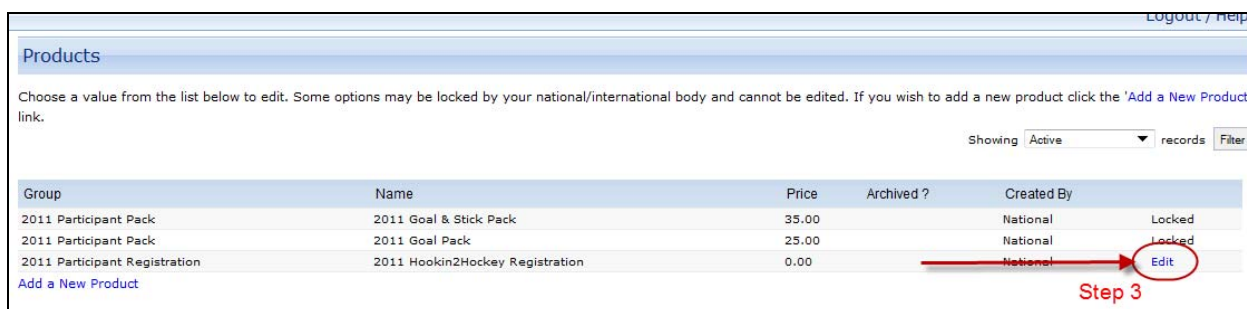 Logout / Help
Products
Choose a value from the list below to edit. Some options may be locked by your national/international body and cannot be edited. If you wish to add a new product click the 'Add a New Product
link.
Showing Active records Filter
Group Name Price Archived ? Created By
2011 Participant Pack 2011 Goal & Stick Pack 35.00 National Locked
2011 Participant Pack 2011 Goal Pack 25.00 National Locked
2011 Participant Registration 2011 Hookin2Hockey Registration 0.00 National Edit
Add a New Product
Step 3